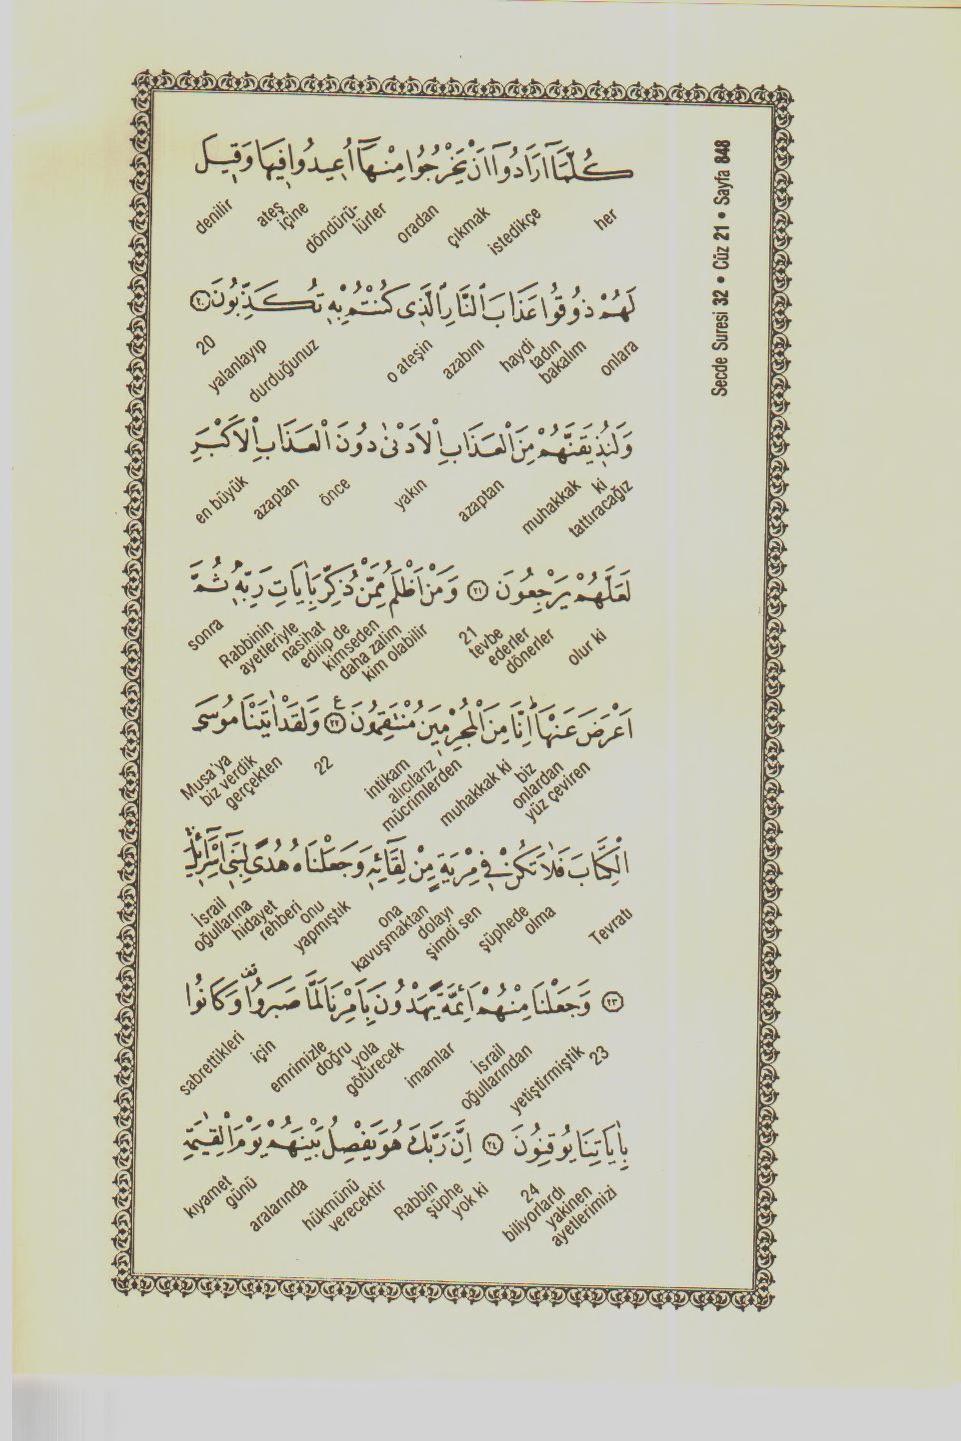 Secde Suresi 32 • Cüz 21 • Sayfa 848
كُلَّمَٓا اَرَادُٓوا اَنْ يَخْرُجُوا مِنْهَٓا اُعٖيدُوا فٖيهَا وَقٖيلَ
her istedikçe çıkmak oradan döndürü-lürler ateş içine denilir
لَهُمْ ذُوقُوا عَذَابَ النَّارِ الَّذٖى كُنْتُمْ بِهٖ تُكَذِّبُونَ ﴿٢٠﴾
onlara haydi tadın bakalım azabını o ateşin yalanlayıp durduğunuz 20
وَلَنُذٖيقَنَّهُمْ مِنَ الْعَذَابِ الْاَدْنٰى دُونَ الْعَذَابِ الْاَكْبَرِ
muhakkak ki tattıracağız azaptan yakın önce azaptan en büyük
لَعَلَّهُمْ يَرْجِعُونَ ﴿٢١﴾ وَمَنْ اَظْلَمُ مِمَّنْ ذُكِّرَ بِاٰيَاتِ رَبِّهٖ ثُمَّ
olur ki tevbe ederler dönerler 21 kimseden daha zalim kim olabilir nasihat edilip de Rabbinin ayetleriyle sonra
اَعْرَضَ عَنْهَا اِنَّا مِنَ الْمُجْرِمٖينَ مُنْتَقِمُونَ ﴿٢٢﴾ وَلَقَدْ اٰتَيْنَا مُوسَى
onlardan yüz çeviren biz muhakkak ki mücrimlerden intikam alıcılarız 22 gerçekten biz verdik Musa'ya
الْكِتَابَ فَلَا تَكُنْ فٖى مِرْيَةٍ مِنْ لِقَٓائِهٖ وَجَعَلْنَاهُ هُدًى لِبَنٖٓى اِسْرَٓائٖلَ
Tevratı olma şüphede şimdi sen ona kavuşmaktan dolayı onu yapmıştık hidayet rehberi İsrail oğullarına
﴿٢٣﴾ وَجَعَلْنَا مِنْهُمْ اَئِمَّةً يَهْدُونَ بِاَمْرِنَا لَمَّا صَبَرُوا وَكَانُوا
23 yetiştirmiştik İsrail oğullarından imamlar doğru yola götürecek emrimizle için sabrettikleri
بِاٰيَاتِنَا يُوقِنُونَ ﴿٢٤﴾ اِنَّ رَبَّكَ هُوَ يَفْصِلُ بَيْنَهُمْ يَوْمَ الْقِيٰمَةِ
ayetlerimizi yakinen biliyorlardı 24 şüphe yok ki Rabbin hükmünü verecektir aralarında kıyamet günü